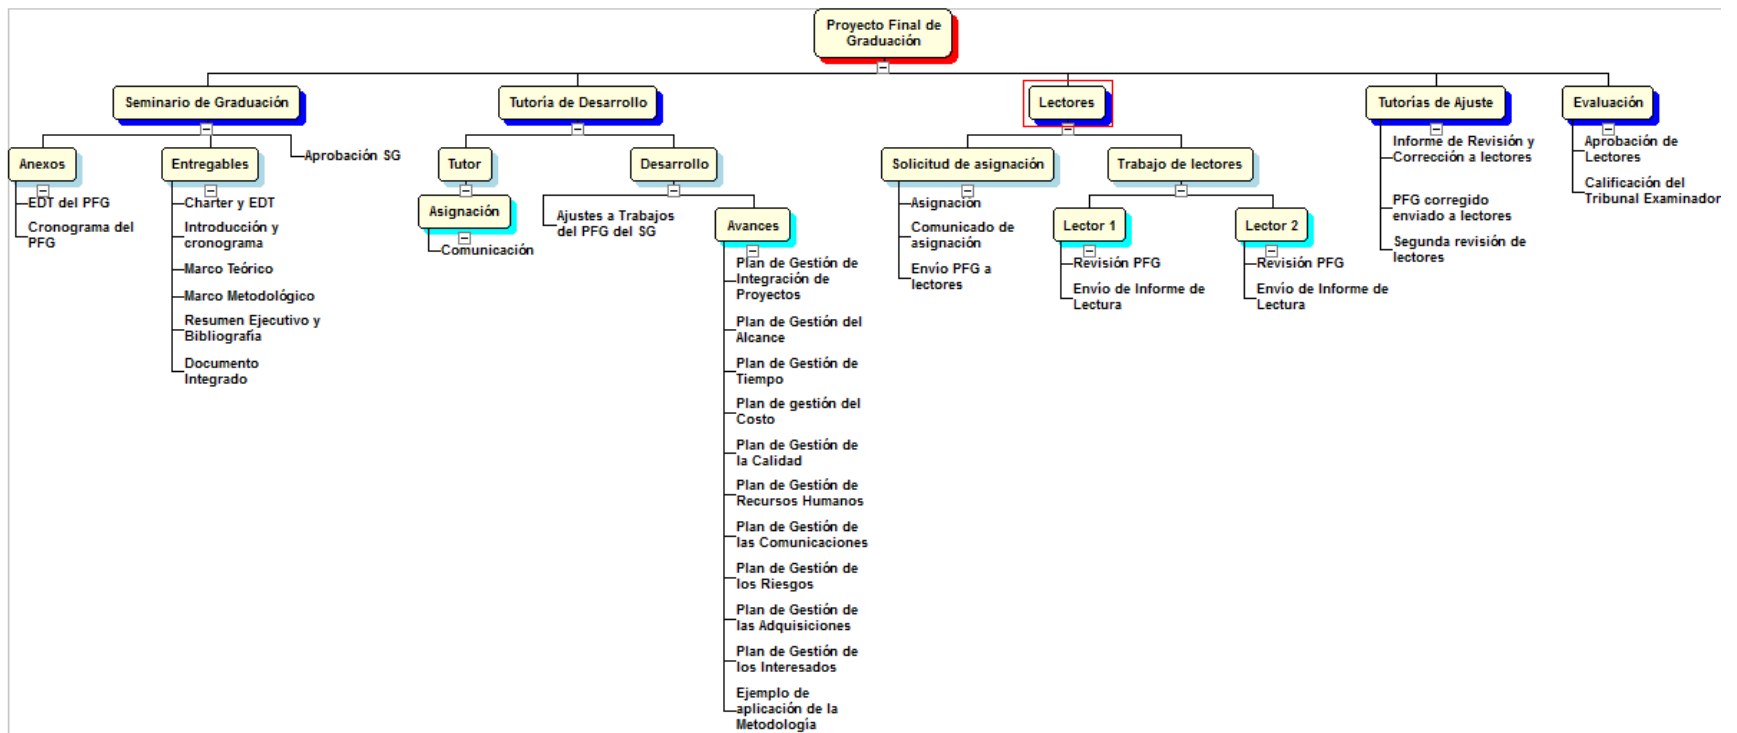 Proyecto Final de
Graduación
Seminario de Graduación
Tutoría de Desarrollo
Lectores
Tutorías de Ajuste
Evaluación
Anexos
EDT del PFG
Cronograma del
PFG
Entregables
Charter y EDT
Introducción y
cronograma
Marco Teórico
Marco Metodológico
Resumen Ejecutivo y
Bibliografía
Documento
Integrado
Aprobación SG
Tutor
Asignación
Comunicación
Desarrollo
Ajustes a Trabajos
del PFG del SG
Avances
Plan de Gestión de
Integración de
Proyectos
Plan de Gestión del
Alcance
Plan de Gestión de
Tiempo
Plan de gestión del
Costo
Plan de Gestión de
la Calidad
Plan de Gestión de
Recursos Humanos
Plan de Gestión de
las Comunicaciones
Plan de Gestión de
los Riesgos
Plan de Gestión de
las Adquisiciones
Plan de Gestión de
los Interesados
Ejemplo de
aplicación de la
Metodología
Solicitud de asignación
Asignación
Comunicado de
asignación
Envío PFG a
lectores
Trabajo de lectores
Lector 1
Revisión PFG
Envío de Informe de
Lectura
Lector 2
Revisión PFG
Envío de Informe de
Lectura
Informe de Revisión y
Corrección a lectores
PFG corregido
enviado a lectores
Segunda revisión de
lectores
Aprobación de
Lectores
Calificación del
Tribunal Examinador